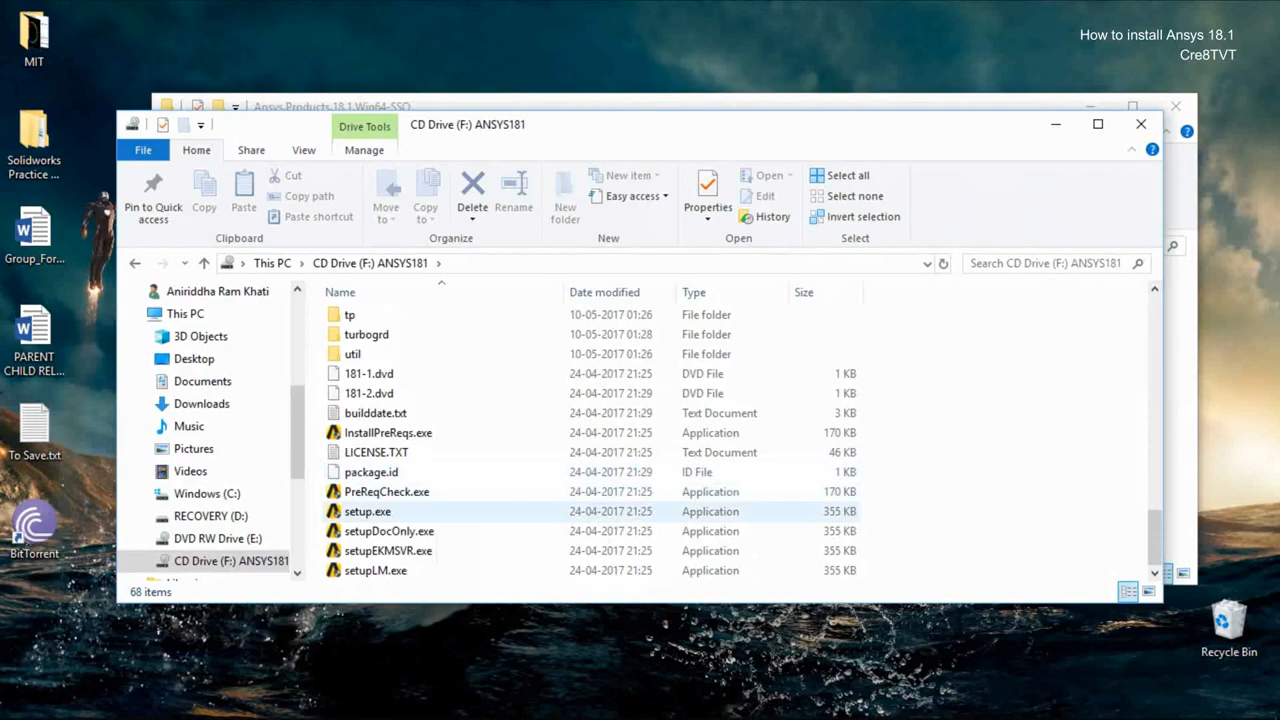 MIT
Solidworks
Practice ...
Group_For...
PARENT
CHILD REL...
To Save.txt
BitTorrent
How to install Ansys 18.1
Cre8TVT
Ansys.Products.18.1.Win64-SSQ
Drive Tools
CD Drive (F:) ANSYS181
File
Home
Share
View
Manage
Pin to Quick
access
Copy
Paste
Cut
Copy path
Paste shortcut
Clipboard
Move
to
Copy
to
Delete
Rename
Organize
New
folder
New item
Easy access
New
Properties
Open
Edit
History
Open
Select all
Select none
Invert selection
Select
This PC > CD Drive (F:) ANSYS181 >
Search CD Drive (F:) ANSYS181
Aniriddha Ram Khati
This PC
3D Objects
Desktop
Documents
Downloads
Music
Pictures
Videos
Windows (C:)
RECOVERY (D:)
DVD RW Drive (E:)
CD Drive (F:) ANSYS181
Name Date modified Type Size
tp 10-05-2017 01:26 File folder
turbogrd 10-05-2017 01:28 File folder
util 10-05-2017 01:26 File folder
181-1.dvd 24-04-2017 21:25 DVD File 1 KB
181-2.dvd 24-04-2017 21:29 DVD File 1 KB
builddate.txt 24-04-2017 21:29 Text Document 3 KB
InstallPreReqs.exe 24-04-2017 21:25 Application 170 KB
LICENSE.TXT 24-04-2017 21:25 Text Document 46 KB
package.id 24-04-2017 21:29 ID File 1 KB
PreReqCheck.exe 24-04-2017 21:25 Application 170 KB
setup.exe 24-04-2017 21:25 Application 355 KB
setupDocOnly.exe 24-04-2017 21:25 Application 355 KB
setupEKMSVR.exe 24-04-2017 21:25 Application 355 KB
setupLM.exe 24-04-2017 21:25 Application 355 KB
68 items
Recycle Bin